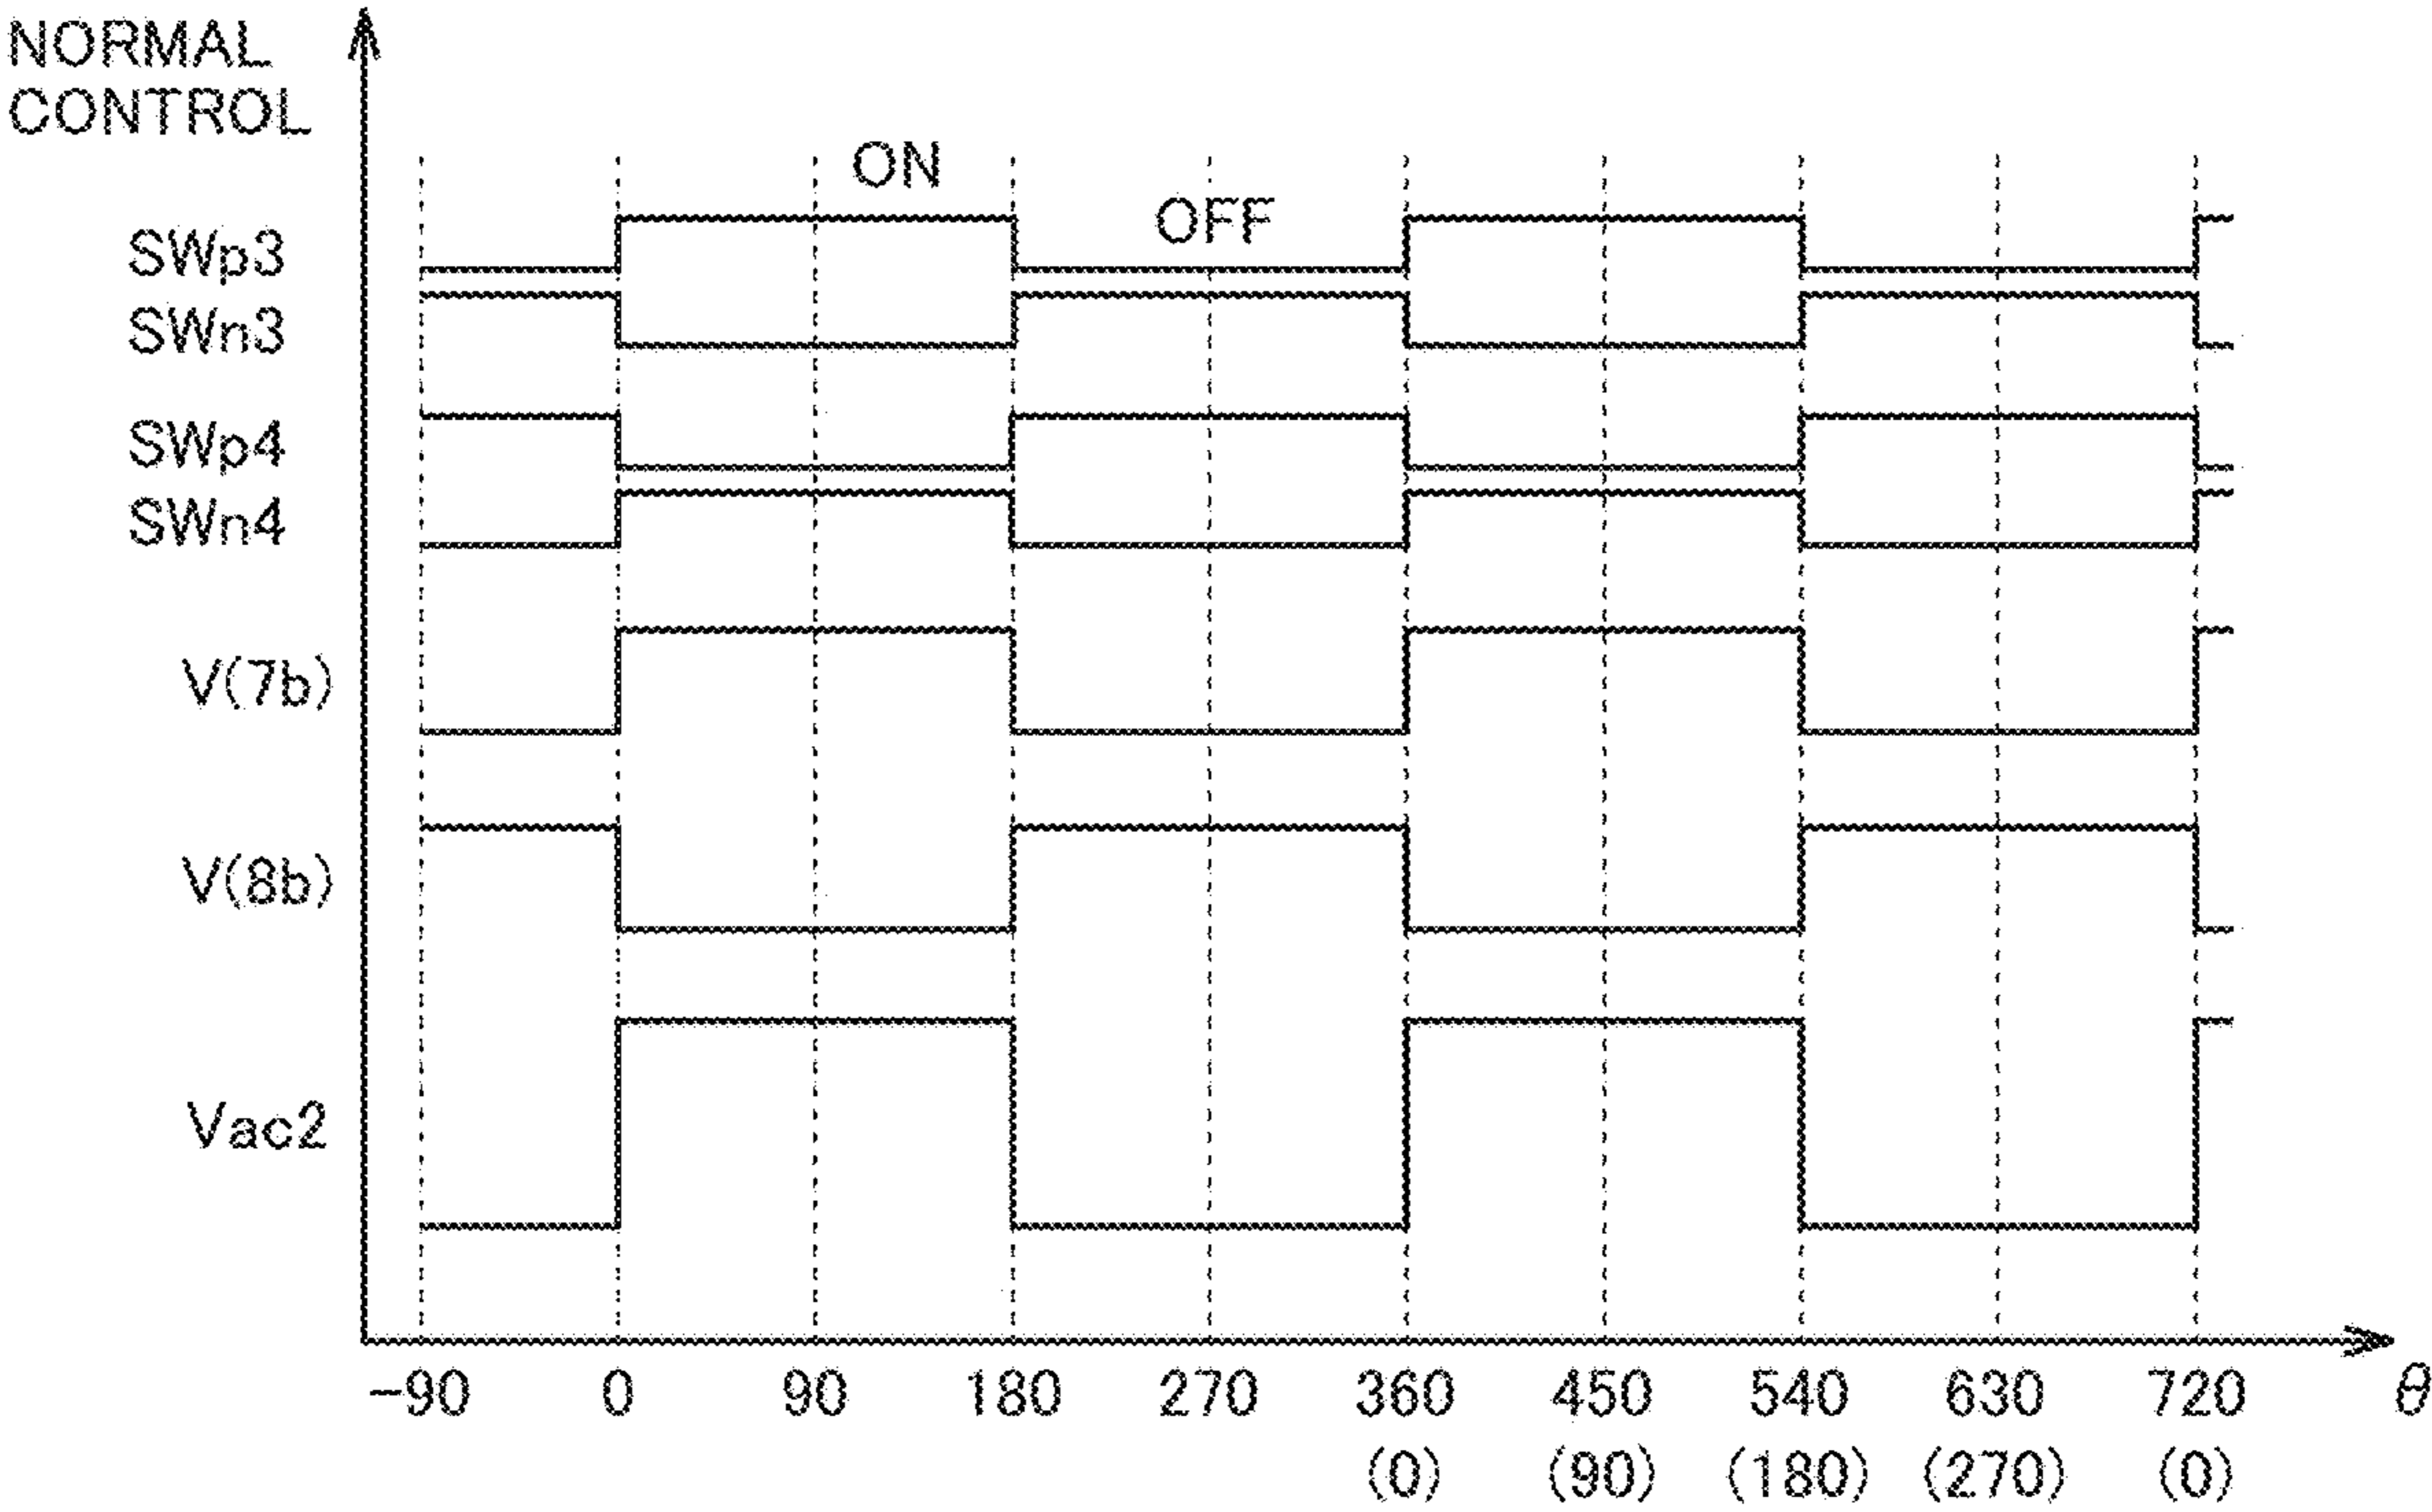 NORMAL
CONTROL
ON
OFF
SWp3
SWn3
SWp4
SWn4
V(7b)
V(8b)
Vac2
-90 0 90 180 270 360 450 540 630 720 θ
(0) (90) (180) (270) (0)